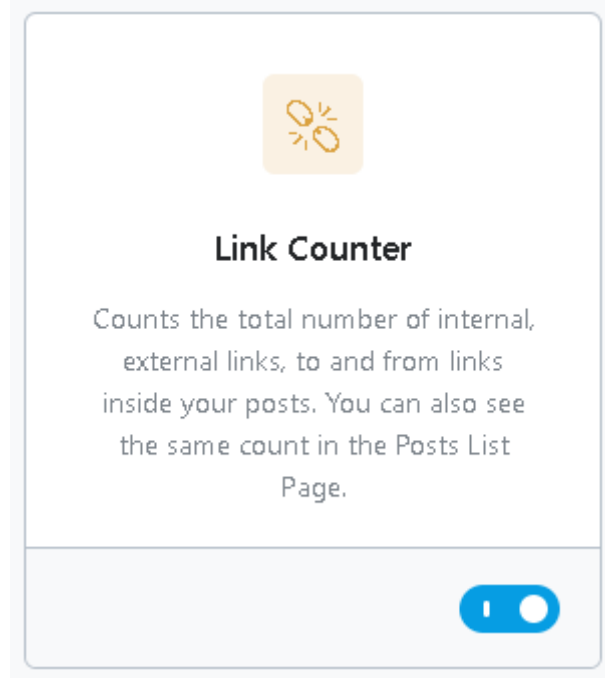 Link Counter
Counts the total number of internal,
external links, to and from links
inside your posts. You can also see
the same count in the Posts List
Page.